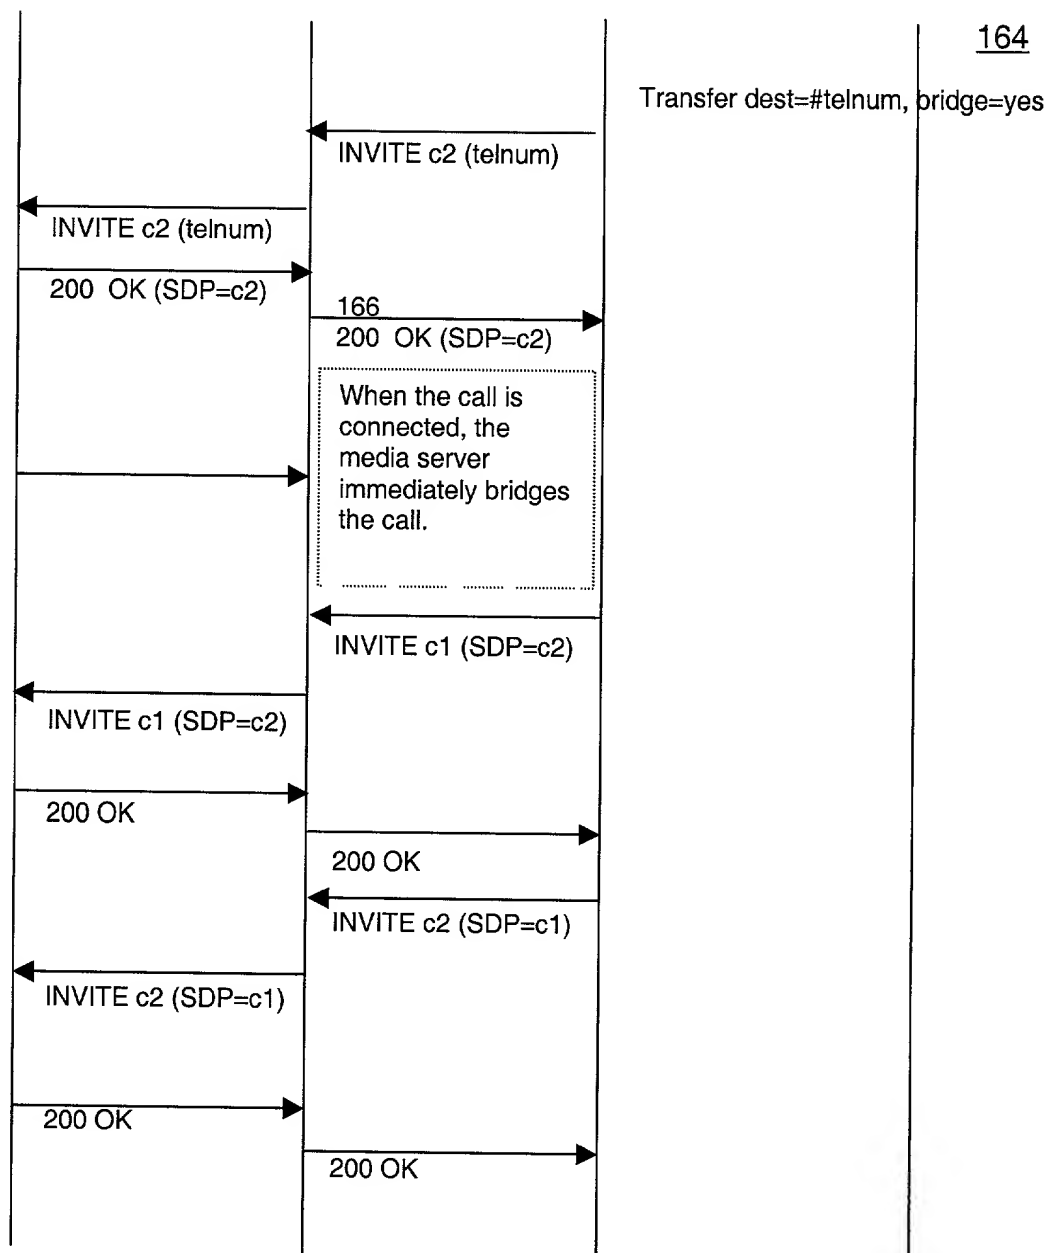 164
Transfer dest=#telnum, bridge=yes
INVITE c2 (telnum)
INVITE c2 (telnum)
200 OK (SDP=c2)
166
200 OK (SDP=c2)
When the call is
connected, the
media server
immediately bridges
the call.
INVITE c1 (SDP=c2)
INVITE c1 (SDP=c2)
200 OK
200 OK
INVITE c2 (SDP=c1)
INVITE c2 (SDP=c1)
200 OK
200 OK